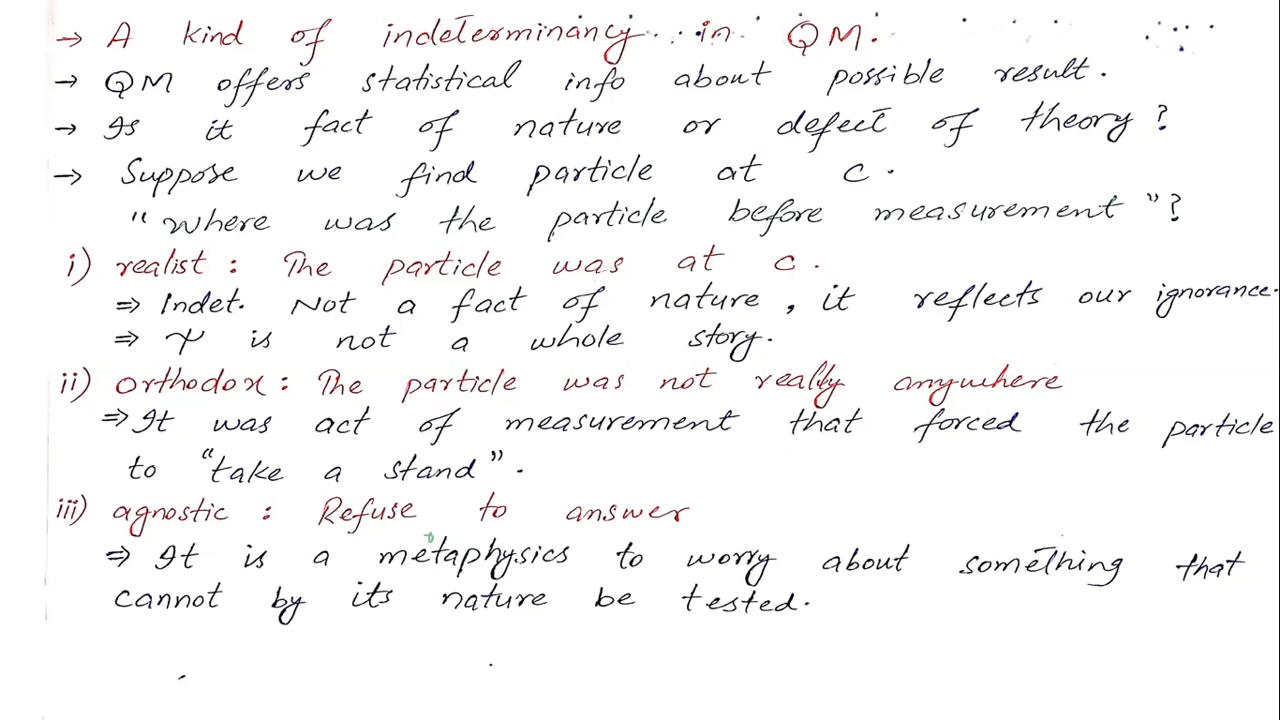 → A kind of indeterminancy in QM.
→ QM offers statistical info about possible result.
→ Is it fact of nature or defect of theory?
→ Suppose we find particle at c.
"Where was the particle before measurement"?
i) realist : The particle was at c.
⇒ Indet. Not a fact of nature, it reflects our ignorance.
⇒ Ψ is not a whole story.
ii) orthodox : The particle was not really anywhere
⇒ It was act of measurement that forced the particle
to "take a stand".
iii) agnostic : Refuse to answer
⇒ It is a metaphysics to worry about something that
cannot by its nature be tested.